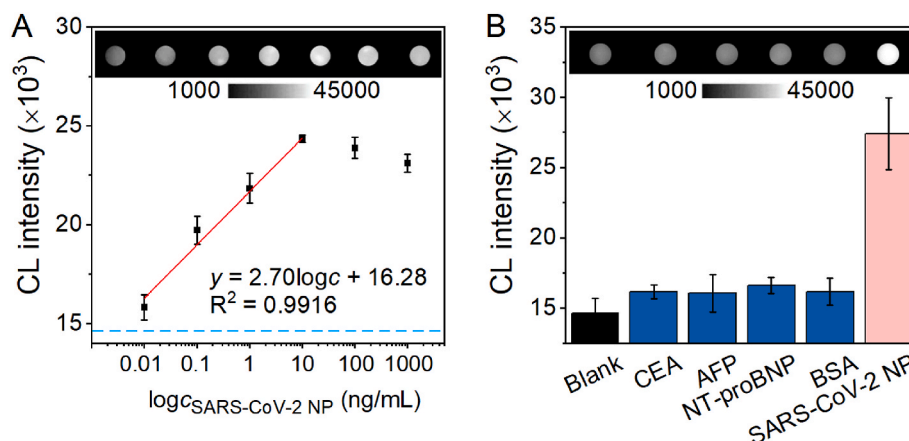 A
30
25
20
15
CL intensity (×10³)
1000 45000
y = 2.70logc + 16.28
R² = 0.9916
0.01 0.1 1 10 100 1000
logc SARS-CoV-2 NP (ng/mL)
B
35
30
25
20
15
CL intensity (×10³)
1000 45000
Blank CEA AFP NT-proBNP BSA SARS-CoV-2 NP